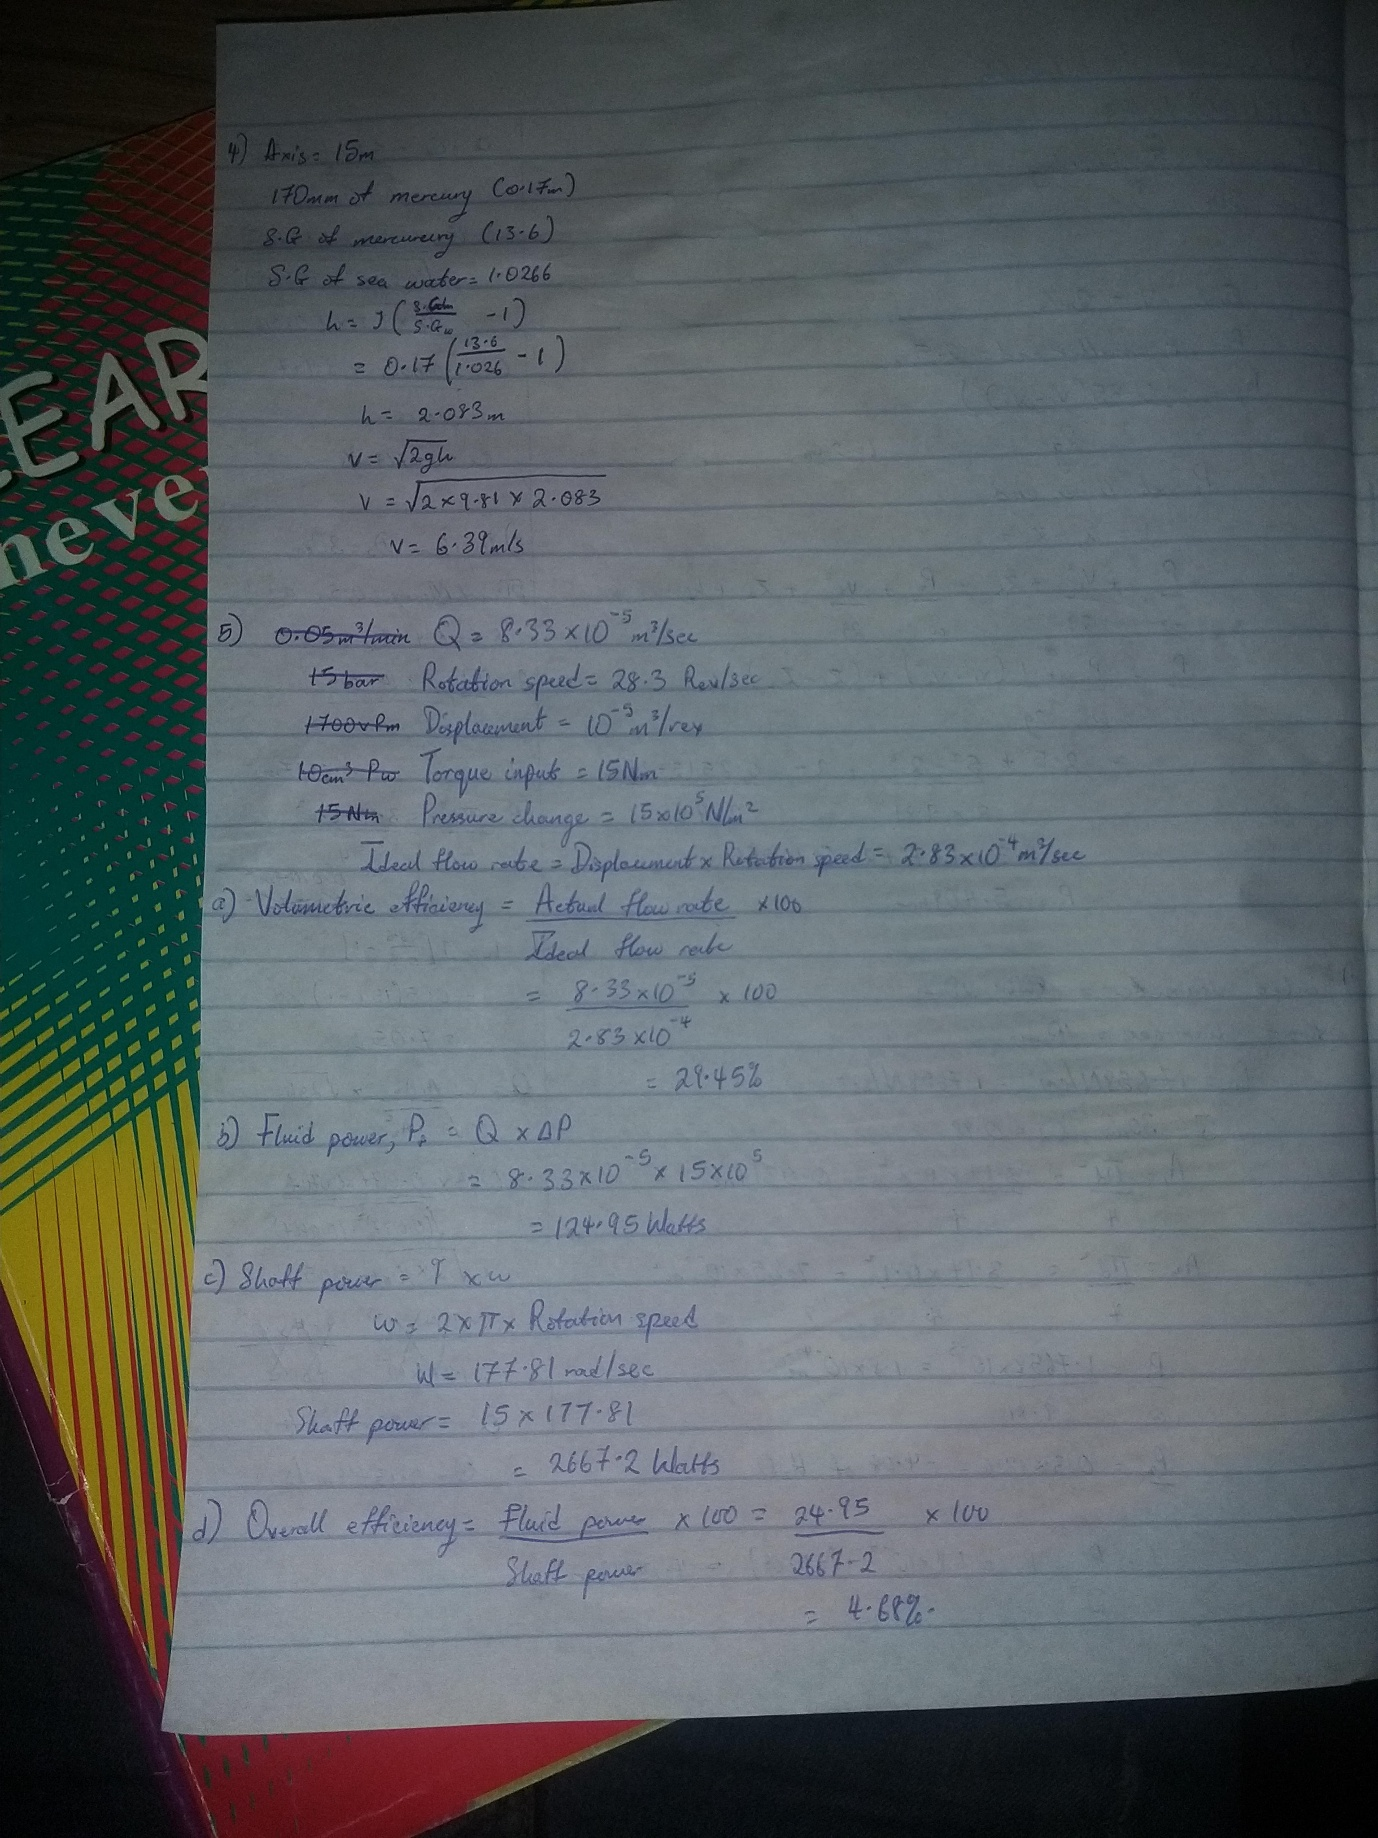 EAR
neve
4) Axis = 15m
170mm of mercury (0.17m)
S.G of mercurury (13.6)
S.G of sea water = 1.0266
h = y ( S.Gm / S.Gw - 1 )
= 0.17 ( 13.6 / 1.026 - 1 )
h = 2.083m
v = √2gh
v = √2 × 9.81 × 2.083
v = 6.39m/s
5) 0.05m³/min Q = 8.33 × 10⁻⁵ m³/sec
15 bar Rotation speed = 28.3 Rev/sec
1700rpm Displacement = 10⁻⁵ m³/rev
10cm³ Torque input = 15Nm
15Nm Pressure change = 15×10⁵ N/m²
Ideal flow rate = Displacement × Rotation speed = 2.83×10⁻⁴ m³/sec
a) Volumetric efficiency = Actual flow rate × 100
Ideal flow rate
= 8.33×10⁻⁵ × 100
2.83×10⁻⁴
= 29.45%
b) Fluid power, Pf = Q × ΔP
= 8.33×10⁻⁵ × 15×10⁵
= 124.95 Watts
c) Shaft power = T × w
w = 2 × π × Rotation speed
W = 177.81 rad/sec
Shaft power = 15 × 177.81
= 2667.2 Watts
d) Overall efficiency = Fluid power × 100 = 24.95 × 100
Shaft power 2667.2
= 4.68%.